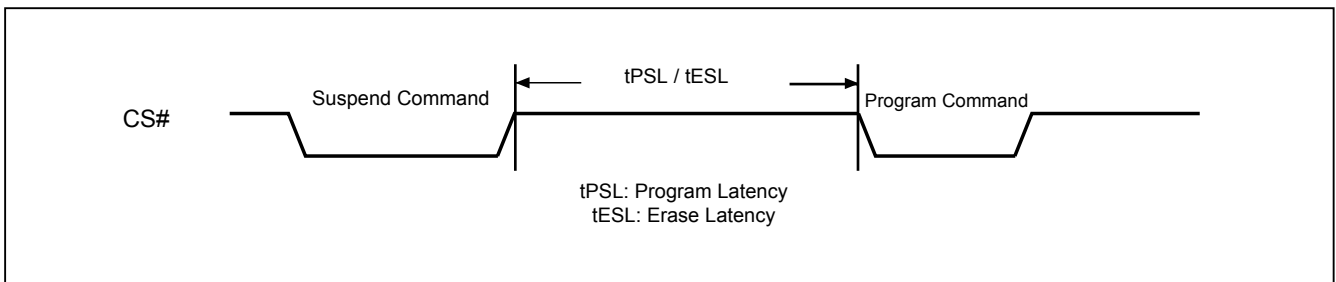 tPSL / tESL
Suspend Command
Program Command
CS#
tPSL: Program Latency
tESL: Erase Latency